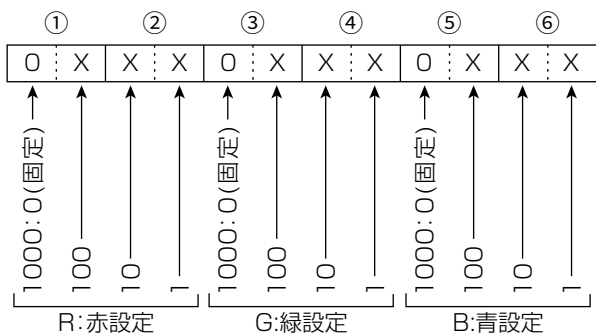 ① ② ③ ④ ⑤ ⑥
0 X X X 0 X X X 0 X X X
1000:0(固定) 100 10 1 1000:0(固定) 100 10 1 1000:0(固定) 100 10 1
R:赤設定 G:緑設定 B:青設定